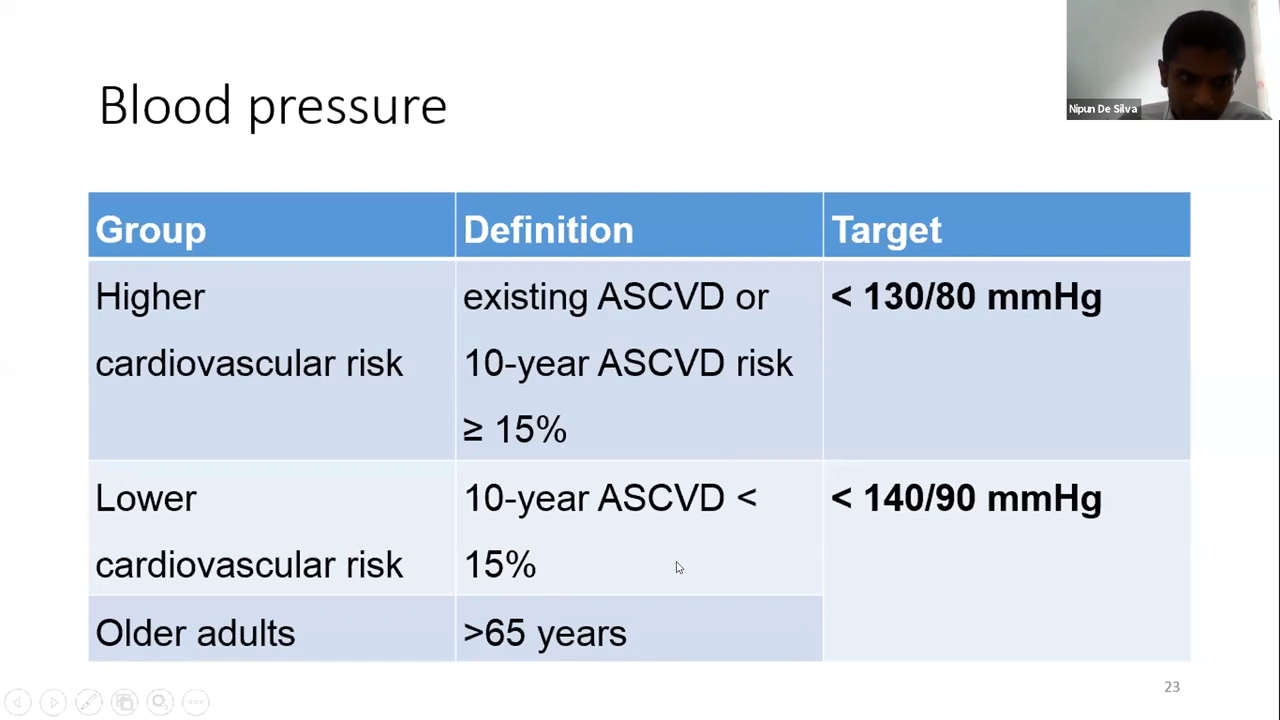 Blood pressure
Nipun De Silva
Group Definition Target
Higher cardiovascular risk
existing ASCVD or
10-year ASCVD risk
≥ 15%
< 130/80 mmHg
Lower
cardiovascular risk
10-year ASCVD <
15%
< 140/90 mmHg
Older adults
>65 years
23